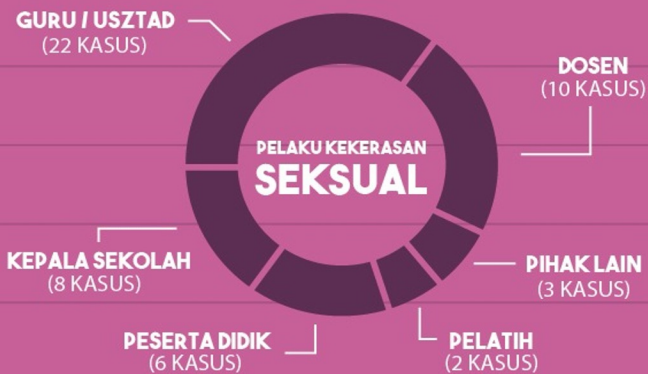 GURU / USZTAD
(22 KASUS)
DOSEN
(10 KASUS)
PELAKU KEKERASAN
SEKSUAL
KEPALA SEKOLAH
(8 KASUS)
PIHAK LAIN
(3 KASUS)
PESERTA DIDIK
(6 KASUS)
PELATIH
(2 KASUS)